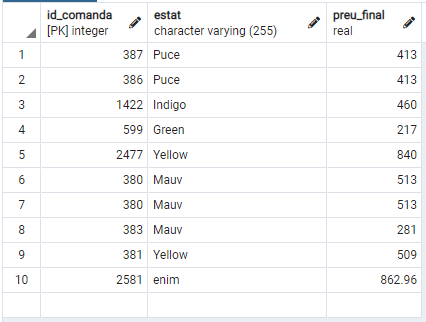 id_comanda estat preu_final
[PK] integer character varying (255) real
1 387 Puce 413
2 386 Puce 413
3 1422 Indigo 460
4 599 Green 217
5 2477 Yellow 840
6 380 Mauv 513
7 380 Mauv 513
8 383 Mauv 281
9 381 Yellow 509
10 2581 enim 862.96